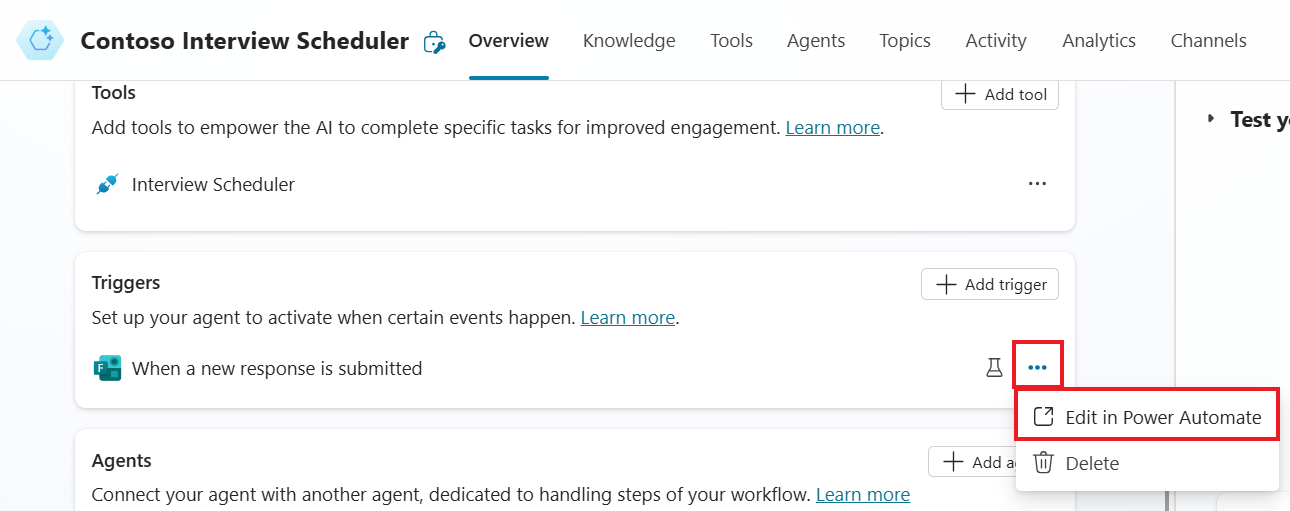 Contoso Interview Scheduler
Overview Knowledge Tools Agents Topics Activity Analytics Channels
Tools
Add tool
Add tools to empower the AI to complete specific tasks for improved engagement. Learn more.
Interview Scheduler
Test
Triggers
Add trigger
Set up your agent to activate when certain events happen. Learn more.
When a new response is submitted
Edit in Power Automate
Delete
Agents
Add
Connect your agent with another agent, dedicated to handling steps of your workflow. Learn more